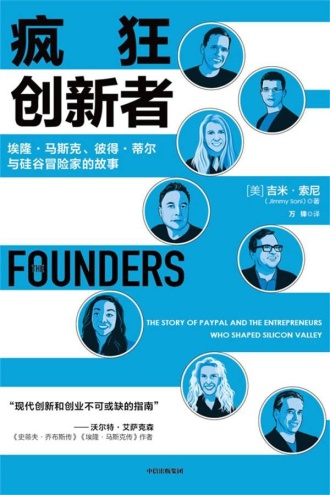 疯 狂
创新者
埃隆·马斯克、彼得·蒂尔
与硅谷冒险家的故事
[美]吉米·索尼
(Jimmy Soni)著
万 锋·译
THE
FOUNDERS
THE STORY OF PAYPAL AND THE ENTREPRENEURS
WHO SHAPED SILICON VALLEY
“现代创新和创业不可或缺的指南”
——沃尔特·艾萨克森
《史蒂夫·乔布斯传》《埃隆·马斯克传》作者
中信出版集团